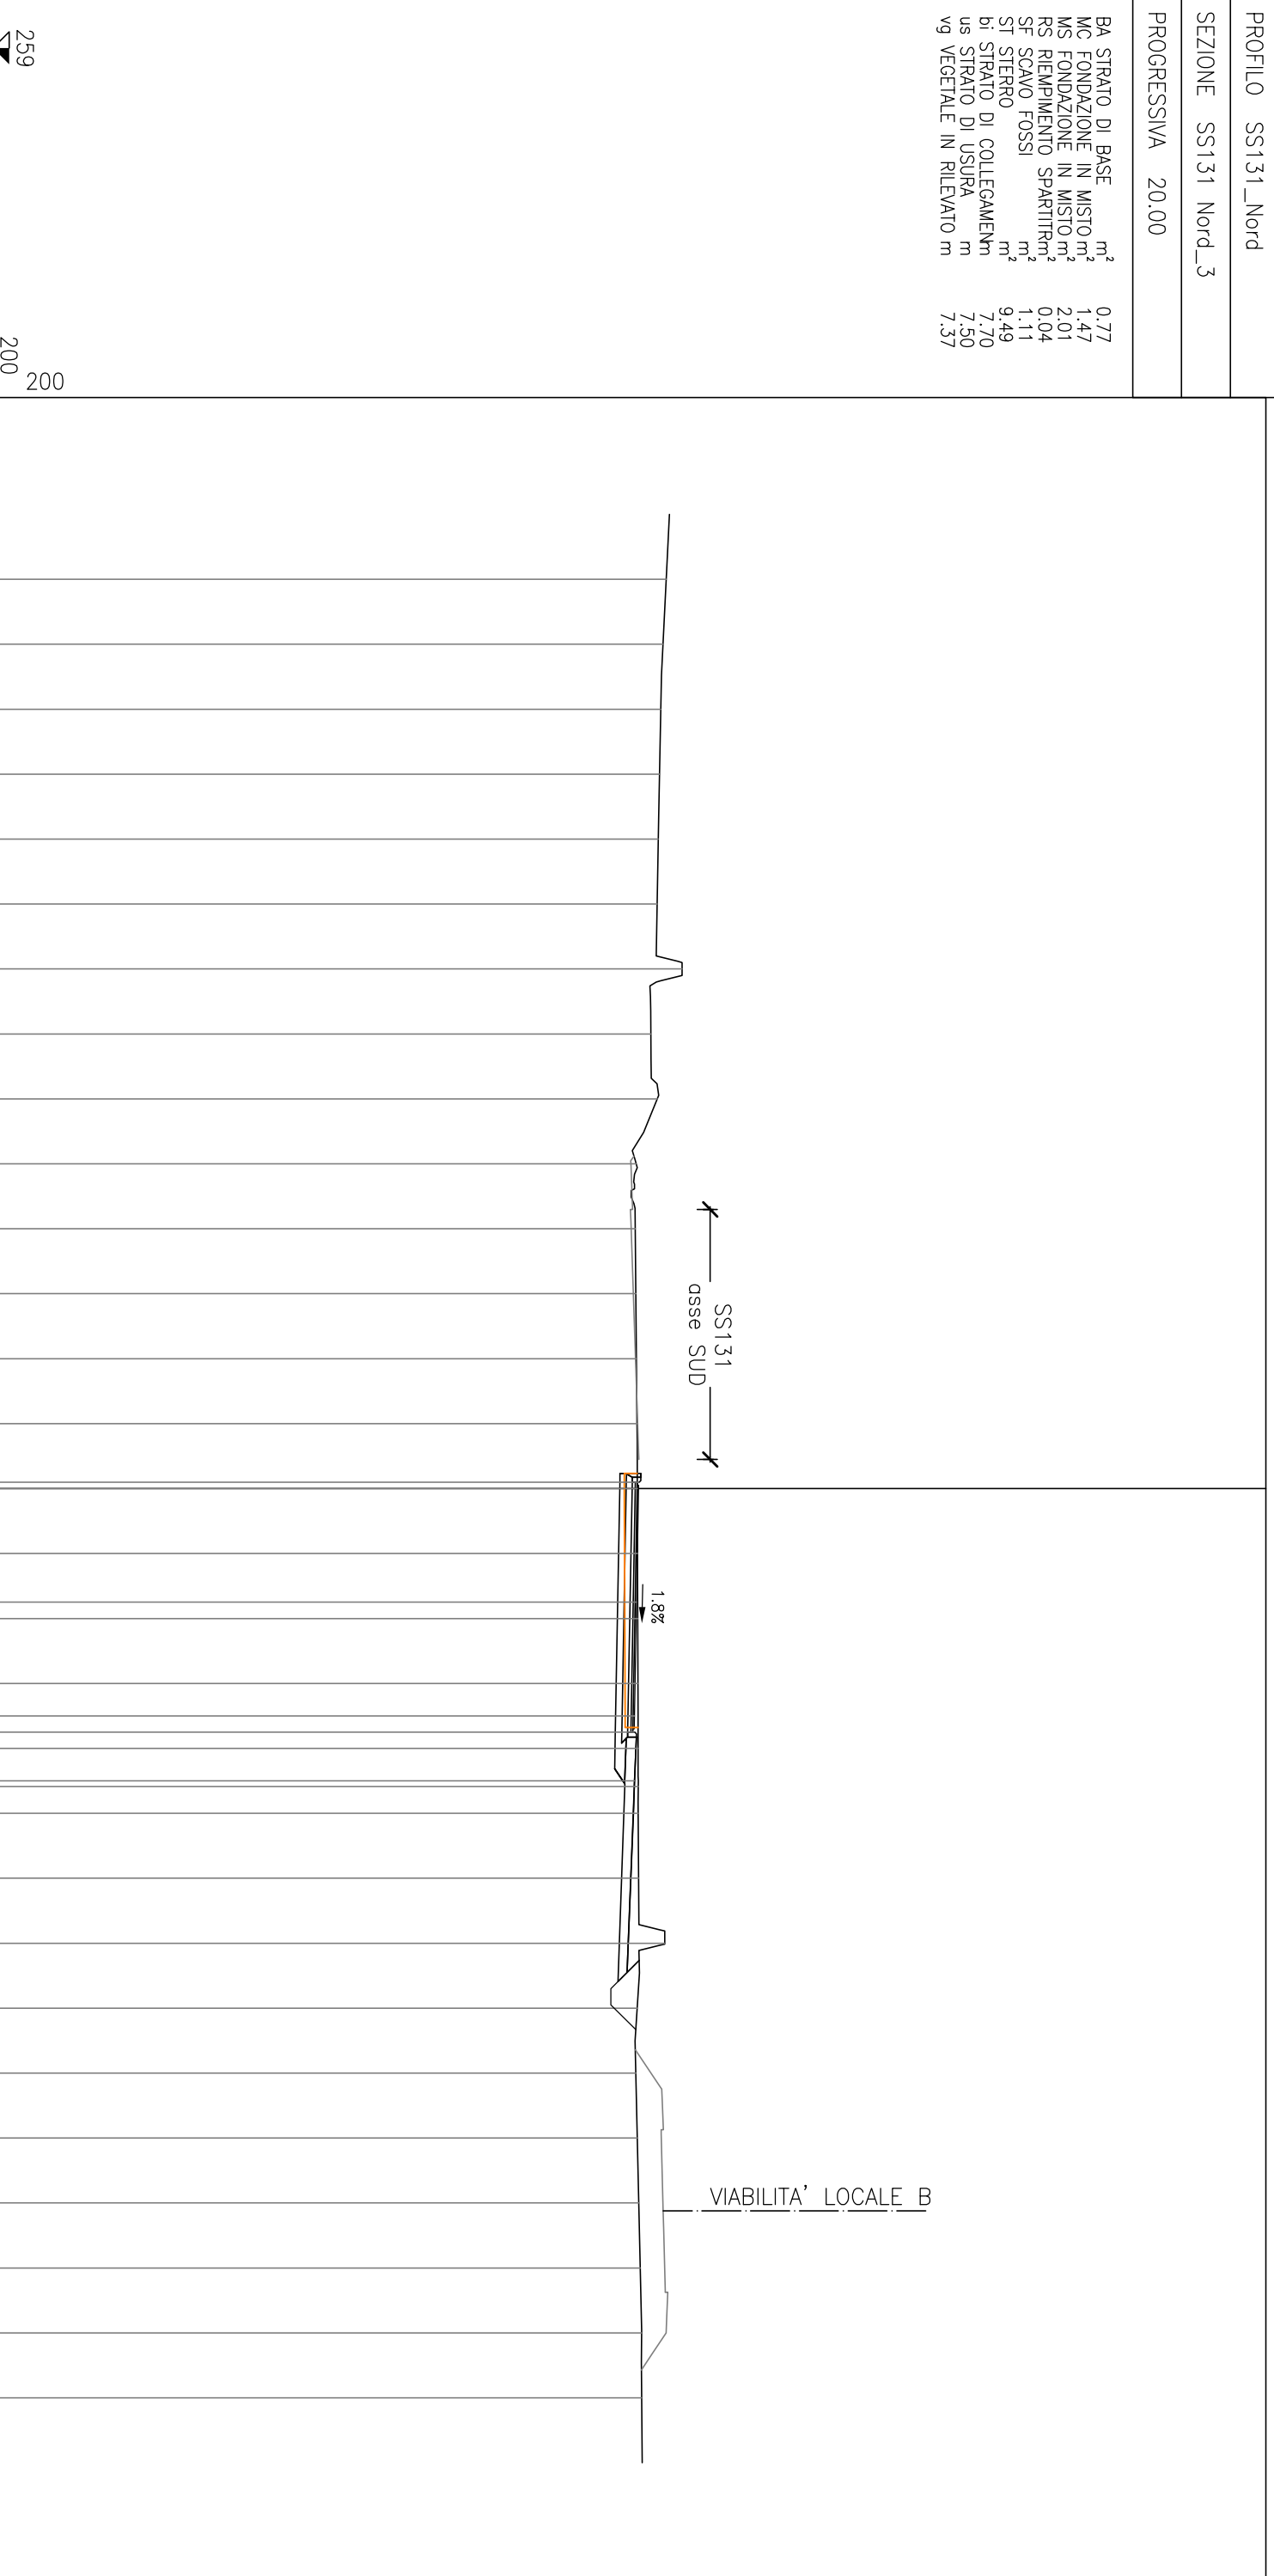 PROFILO SS131_Nord
SEZIONE SS131 Nord_3
PROGRESSIVA 20.00
BA STRATO DI BASE m² 0.77
MC FONDAZIONE IN MISTO m² 1.47
MS FONDAZIONE IN MISTO m² 2.01
RS RIEMPIMENTO SPARTITR m² 0.04
SF SCAVO FOSSI m² 1.11
ST STERRO m² 9.49
bi STRATO DI COLLEGAMEN m 7.70
us STRATO DI USURA m 7.50
vg VEGETALE IN RILEVATO m 7.37
SS131
asse SUD
1.8%
VIABILITA' LOCALE B
200
200
259